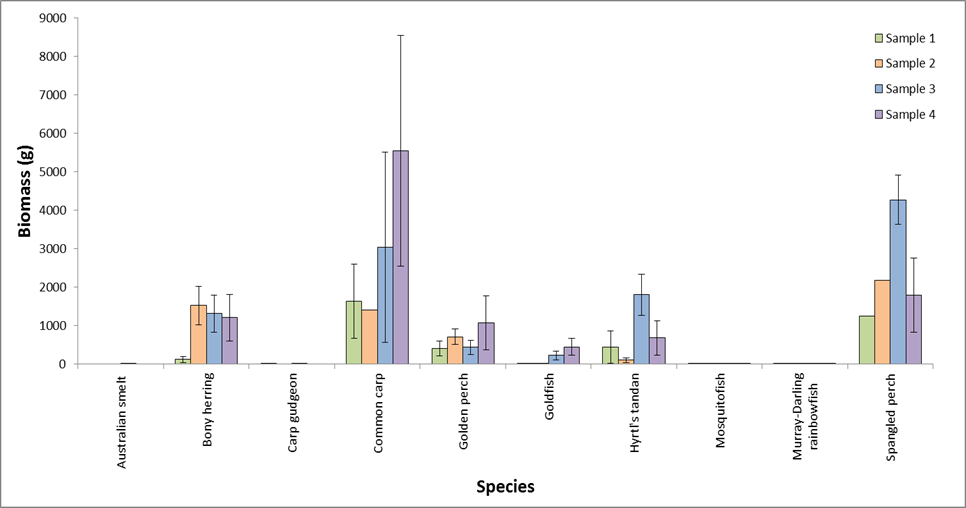 9000
8000
7000
6000
5000
4000
3000
2000
1000
0
Biomass (g)
Sample 1
Sample 2
Sample 3
Sample 4
Australian smelt
Bony herring
Carp gudgeon
Common carp
Golden perch
Goldfish
Hyrtl's tandan
Mosquitofish
Murray-Darling
rainbowfish
Spangled perch
Species